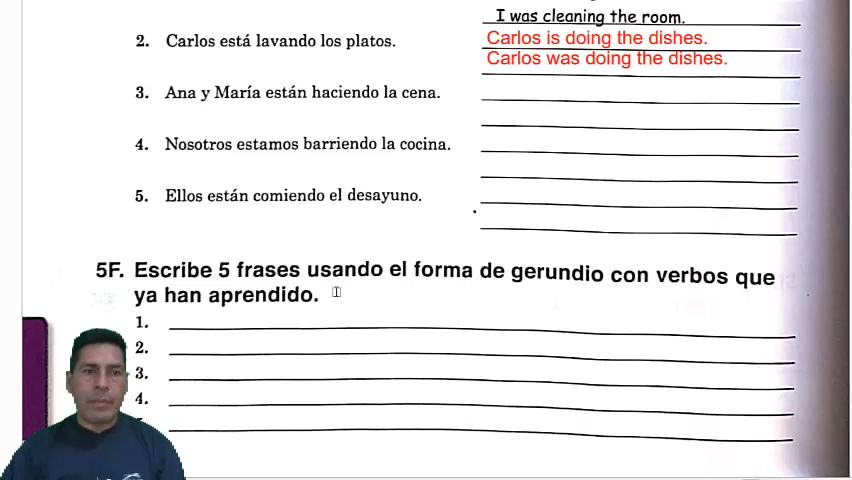 I was cleaning the room.
2. Carlos está lavando los platos.
Carlos is doing the dishes.
Carlos was doing the dishes.
3. Ana y María están haciendo la cena.
4. Nosotros estamos barriendo la cocina.
5. Ellos están comiendo el desayuno.
5F. Escribe 5 frases usando el forma de gerundio con verbos que
ya han aprendido.
1.
2.
3.
4.